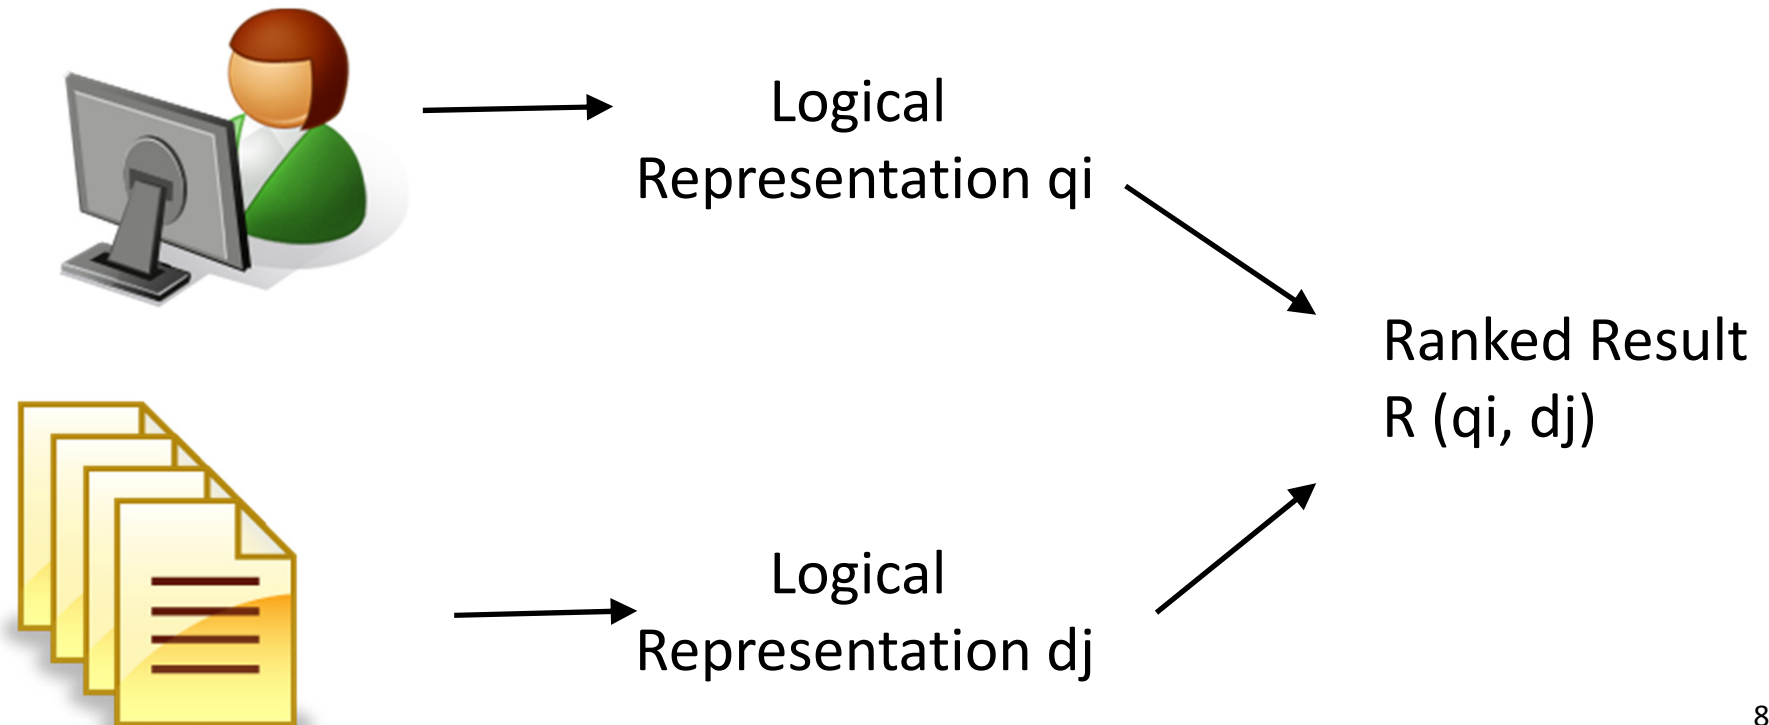 Logical
Representation qi
Ranked Result
R (qi, dj)
Logical
Representation dj
8